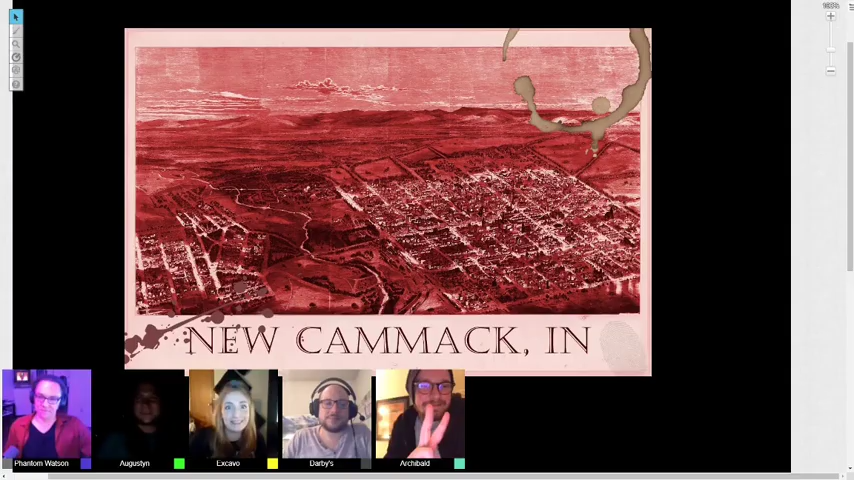 NEW CAMMACK, IN
Phantom Watson
Augustyn
Excavo
Darby's
Archibald